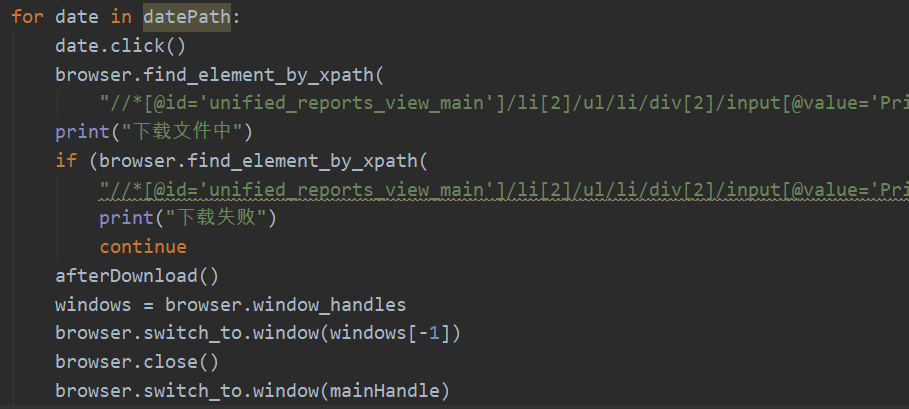 for date in datePath:
date.click()
browser.find_element_by_xpath(
"//*[@id='unified_reports_view_main']/li[2]/ul/li/div[2]/input[@value='Pri
print("下载文件中")
if (browser.find_element_by_xpath(
"//*[@id='unified_reports_view_main']/li[2]/ul/li/div[2]/input[@value='Pri
print("下载失败")
continue
afterDownload()
windows = browser.window_handles
browser.switch_to.window(windows[-1])
browser.close()
browser.switch_to.window(mainHandle)